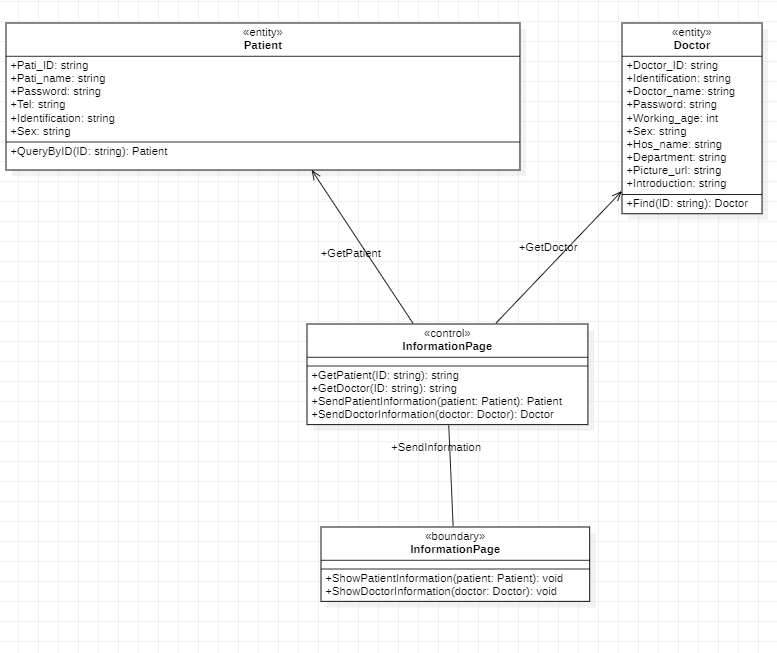 «entity»
Patient
+Pati_ID: string
+Pati_name: string
+Password: string
+Tel: string
+Identification: string
+Sex: string
+QueryByID(ID: string): Patient
«entity»
Doctor
+Doctor_ID: string
+Identification: string
+Doctor_name: string
+Password: string
+Working_age: int
+Sex: string
+Hos_name: string
+Department: string
+Picture_url: string
+Introduction: string
+Find(ID: string): Doctor
+GetPatient
+GetDoctor
«control»
InformationPage
+GetPatient(ID: string): string
+GetDoctor(ID: string): string
+SendPatientInformation(patient: Patient): Patient
+SendDoctorInformation(doctor: Doctor): Doctor
+SendInformation
«boundary»
InformationPage
+ShowPatientInformation(patient: Patient): void
+ShowDoctorInformation(doctor: Doctor): void